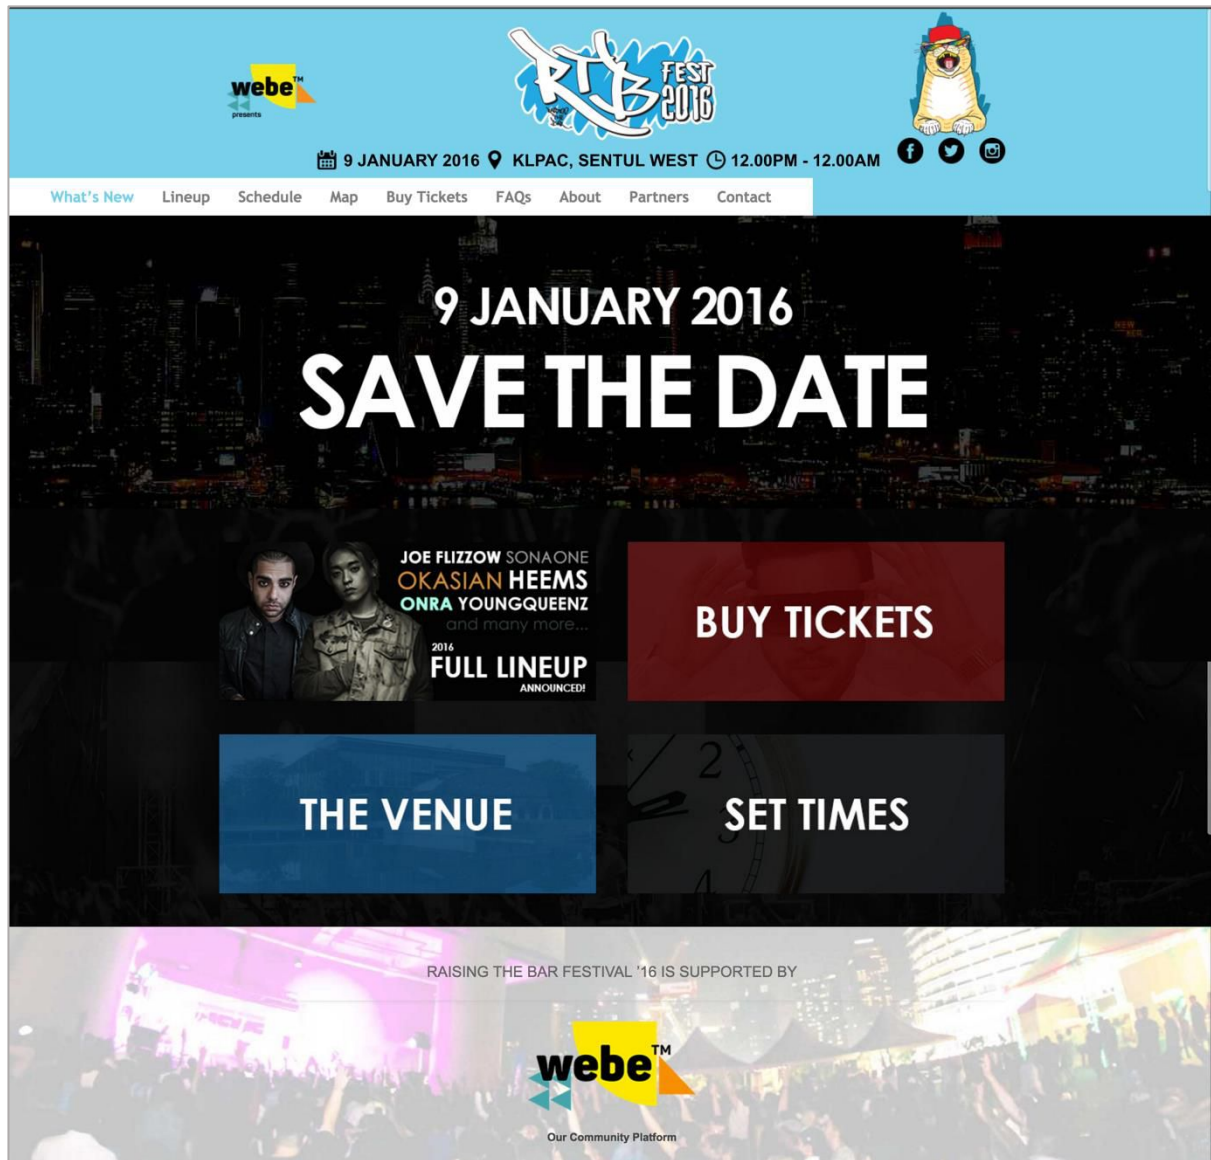 webe™
presents
RTB
FEST
2016
9 JANUARY 2016 KLPAC, SENTUL WEST 12.00PM - 12.00AM
What's New Lineup Schedule Map Buy Tickets FAQs About Partners Contact
9 JANUARY 2016
SAVE THE DATE
JOE FLIZZOW SONAONE
OKASIAN HEEMS
ONRA YOUNGQUEENZ
and many more...
2016
FULL LINEUP
ANNOUNCED!
BUY TICKETS
THE VENUE
SET TIMES
2
3
4
RAISING THE BAR FESTIVAL '16 IS SUPPORTED BY
webe™
Our Community Platform